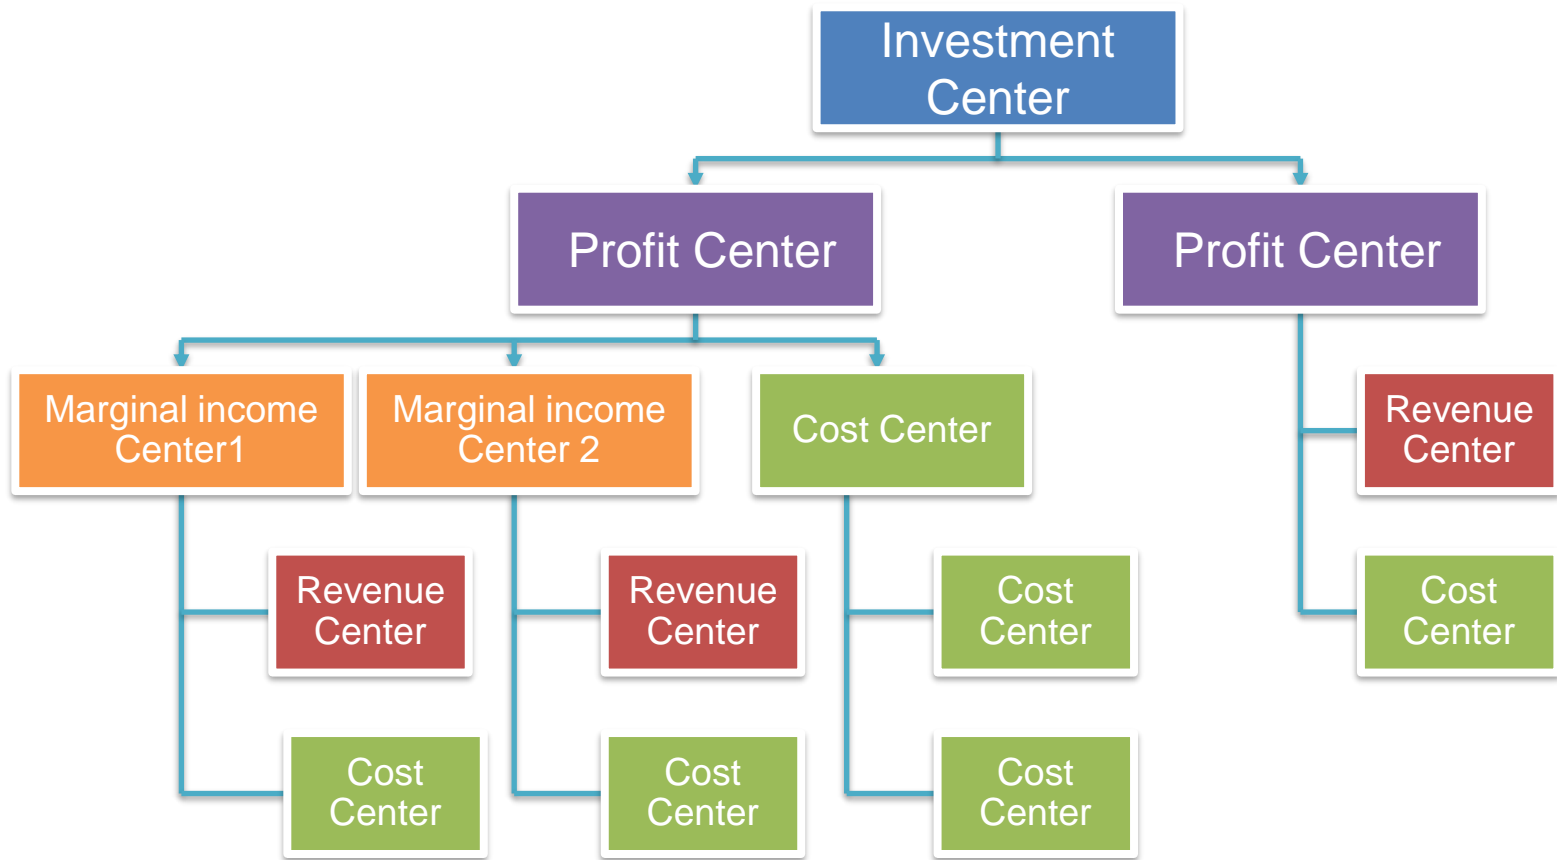 Investment
Center
Profit Center
Profit Center
Marginal income
Center1
Marginal income
Center 2
Cost Center
Revenue
Center
Revenue
Center
Revenue
Center
Cost
Center
Cost
Center
Cost
Center
Cost
Center
Cost
Center